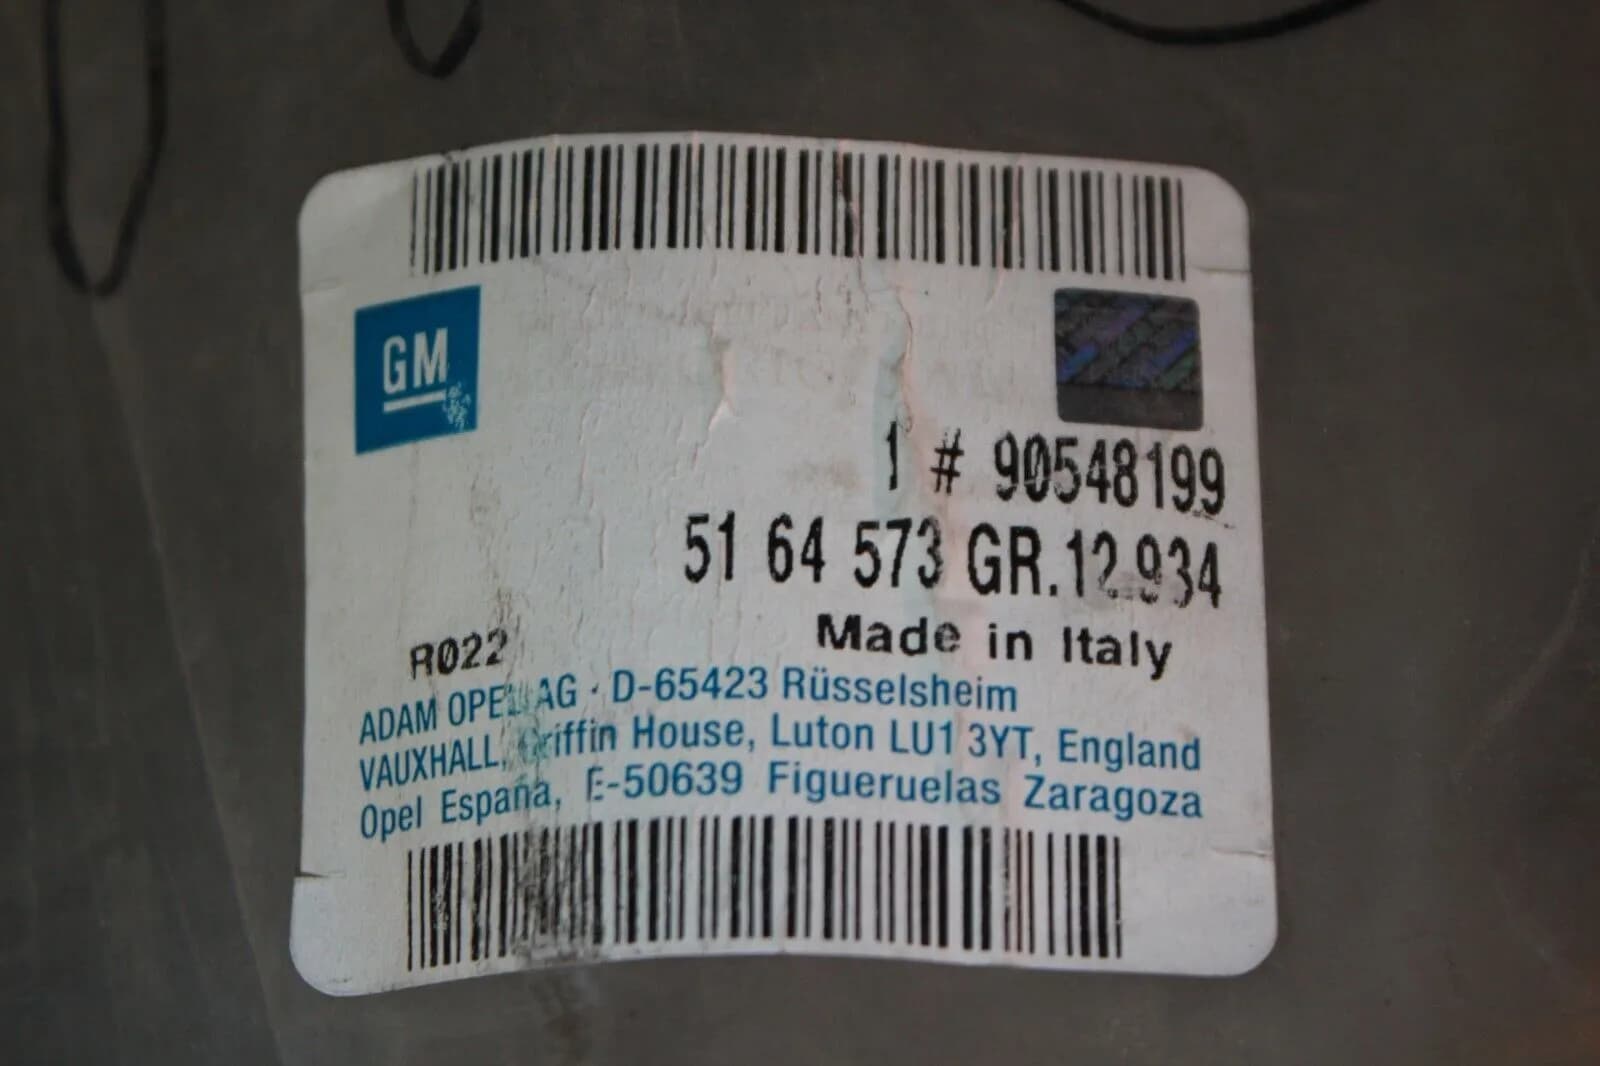 GM
1 # 90548199
51 64 573 GR.12.934
Made in Italy
R022
ADAM OPEL AG · D-65423 Rüsselsheim
VAUXHALL, Griffin House, Luton LU1 3YT, England
Opel España, E-50639 Figueruelas Zaragoza